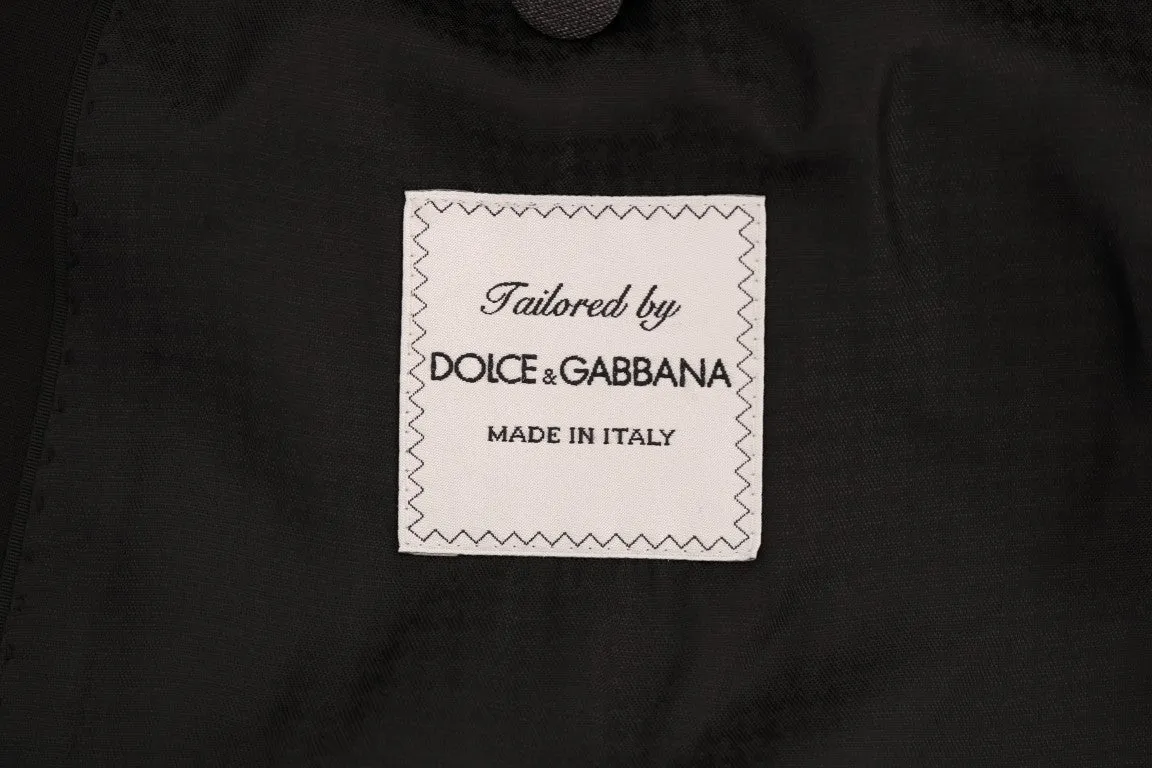 Tailored by
DOLCE & GABBANA
MADE IN ITALY